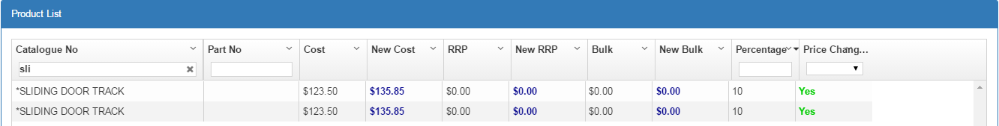 Product List
Catalogue No Part No Cost New Cost RRP New RRP Bulk New Bulk Percentage Price Chang...
sli
*SLIDING DOOR TRACK $123.50 $135.85 $0.00 $0.00 $0.00 $0.00 10 Yes
*SLIDING DOOR TRACK $123.50 $135.85 $0.00 $0.00 $0.00 $0.00 10 Yes